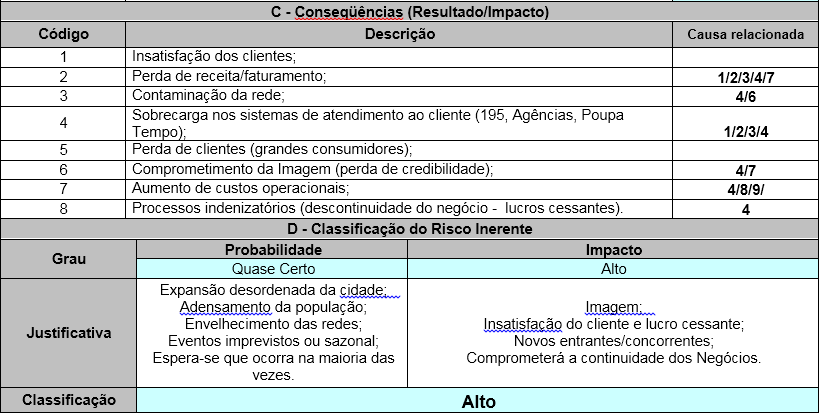 C - Conseqüências (Resultado/Impacto)
Código Descrição Causa relacionada
1 Insatisfação dos clientes;
2 Perda de receita/faturamento; 1/2/3/4/7
3 Contaminação da rede; 4/6
4 Sobrecarga nos sistemas de atendimento ao cliente (195, Agências, Poupa
Tempo); 1/2/3/4
5 Perda de clientes (grandes consumidores);
6 Comprometimento da Imagem (perda de credibilidade); 4/7
7 Aumento de custos operacionais; 4/8/9/
8 Processos indenizatórios (descontinuidade do negócio - lucros cessantes). 4
D - Classificação do Risco Inerente
Grau
Probabilidade Impacto
Quase Certo Alto
Justificativa
Expansão desordenada da cidade;
Adensamento da população;
Envelhecimento das redes;
Eventos imprevistos ou sazonal;
Espera-se que ocorra na maioria das
vezes.
Imagem;
Insatisfação do cliente e lucro cessante;
Novos entrantes/concorrentes;
Comprometerá a continuidade dos Negócios.
Classificação Alto